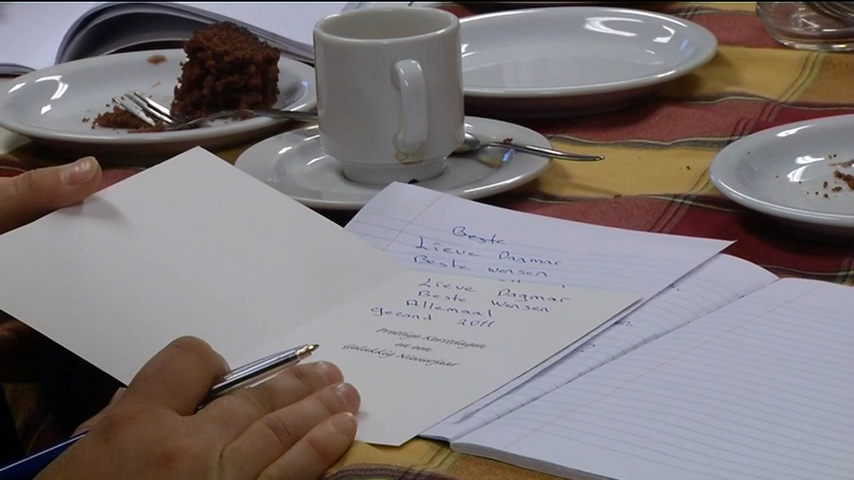 Beste
Lieve Dagmar
Beste Wensen
Lieve Dagmar
Beste Wensen
Allemaal
gezond 2011
Prettige Kerstdagen
en een
Gelukkig Nieuwjaar